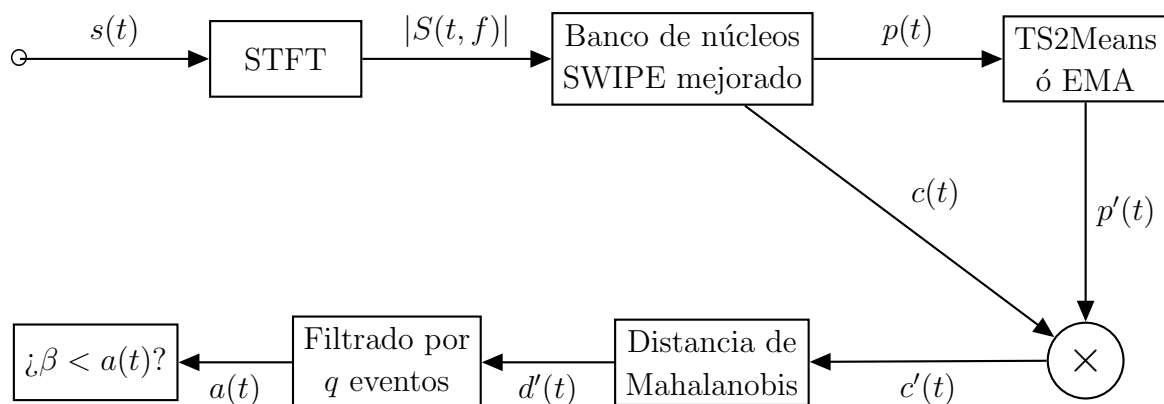 s(t)
STFT
|S(t, f)|
Banco de núcleos
SWIPE mejorado
p(t)
TS2Means
ó EMA
c(t)
p′(t)
×
c′(t)
Distancia de
Mahalanobis
d′(t)
Filtrado por
q eventos
a(t)
¿β < a(t)?